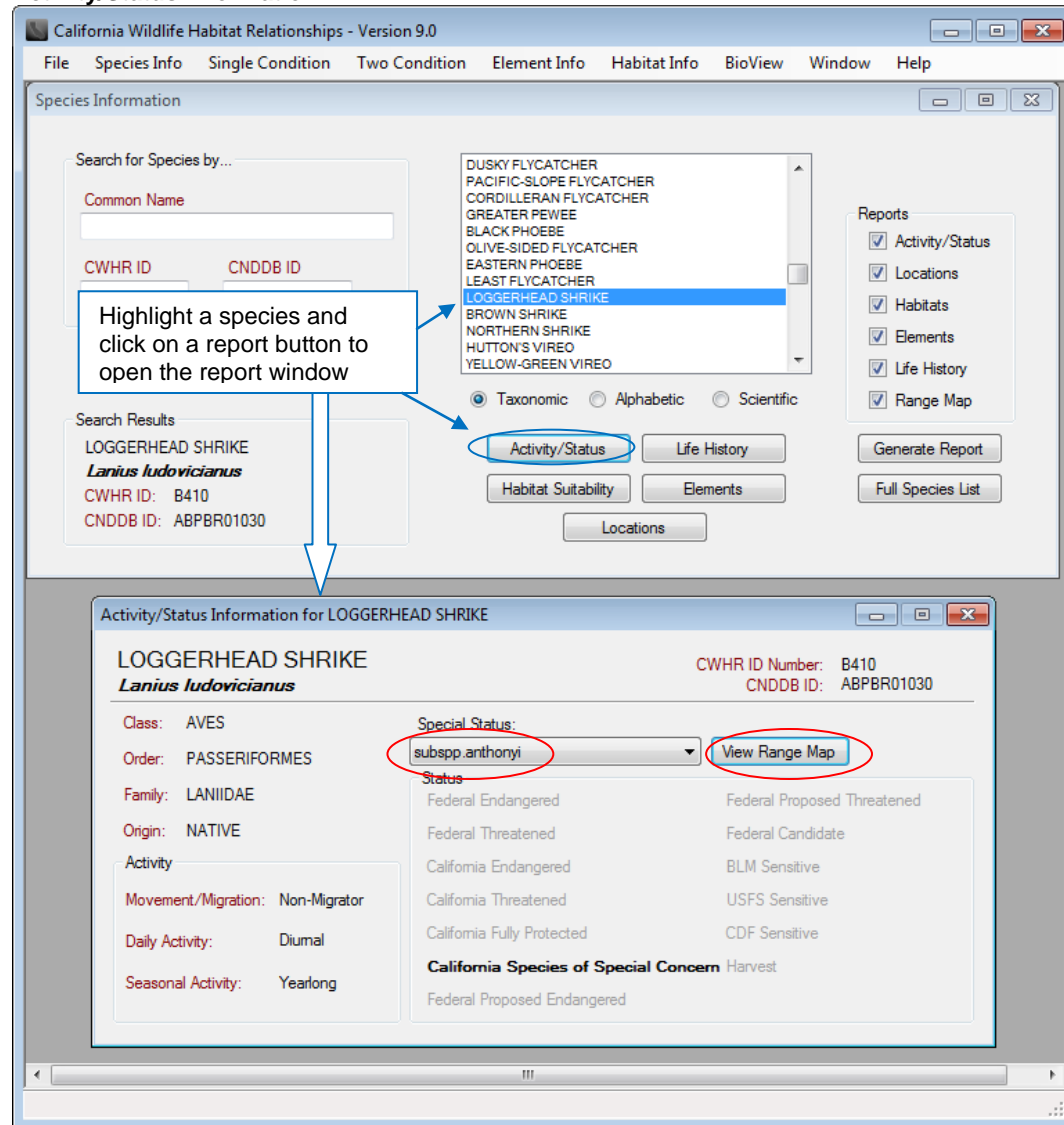 California Wildlife Habitat Relationships - Version 9.0
File Species Info Single Condition Two Condition Element Info Habitat Info BioView Window Help
Species Information
Search for Species by...
Common Name
CWHR ID CNDDB ID
Highlight a species and
click on a report button to
open the report window
DUSKY FLYCATCHER
PACIFIC-SLOPE FLYCATCHER
CORDILLERAN FLYCATCHER
GREATER PEWEE
BLACK PHOEBE
OLIVE-SIDED FLYCATCHER
EASTERN PHOEBE
LEAST FLYCATCHER
LOGGERHEAD SHRIKE
BROWN SHRIKE
NORTHERN SHRIKE
HUTTON'S VIREO
YELLOW-GREEN VIREO
Taxonomic Alphabetic Scientific
Reports
Activity/Status
Locations
Habitats
Elements
Life History
Range Map
Search Results
LOGGERHEAD SHRIKE
Lanius ludovicianus
CWHR ID: B410
CNDDB ID: ABPBR01030
Activity/Status Life History
Habitat Suitability Elements
Locations
Generate Report
Full Species List
Activity/Status Information for LOGGERHEAD SHRIKE
LOGGERHEAD SHRIKE
Lanius ludovicianus
CWHR ID Number: B410
CNDDB ID: ABPBR01030
Class: AVES
Order: PASSERIFORMES
Family: LANIIDAE
Origin: NATIVE
Activity
Movement/Migration: Non-Migrator
Daily Activity: Diurnal
Seasonal Activity: Yearlong
Special Status:
subspp.anthonyi
View Range Map
Status
Federal Endangered Federal Proposed Threatened
Federal Threatened Federal Candidate
California Endangered BLM Sensitive
California Threatened USFS Sensitive
California Fully Protected CDF Sensitive
California Species of Special Concern Harvest
Federal Proposed Endangered